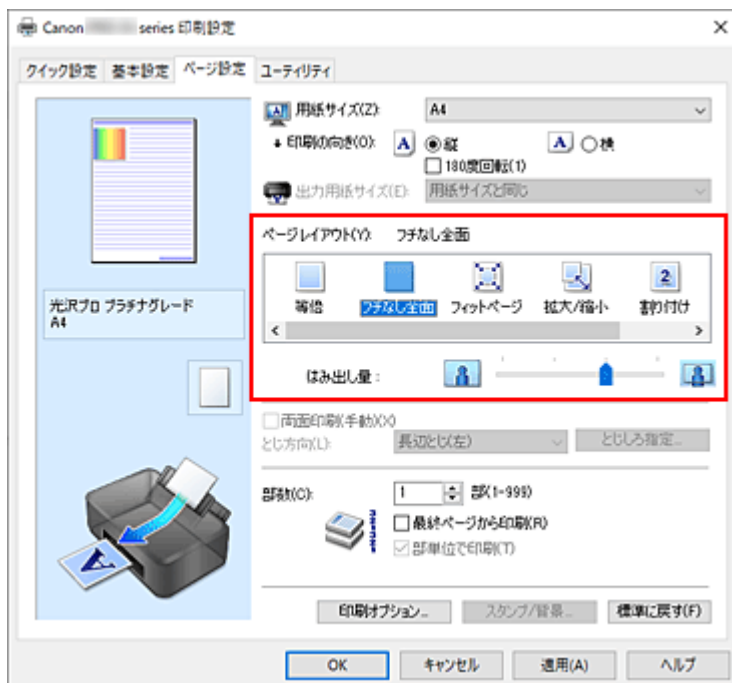 Canon series 印刷設定
クイック設定 基本設定 ページ設定 ユーティリティ
用紙サイズ(Z): A4
印刷の向き(O): A 縦 A 横
180度回転(1)
出力用紙サイズ(E): 用紙サイズと同じ
ページレイアウト(Y): フチなし全面
等倍 フチなし全面 フィットページ 拡大/縮小 2 割り付け
はみ出し量:
光沢プロ プラチナグレード
A4
両面印刷(手動)(X)
とじ方向(L): 長辺とじ(左) とじしろ指定...
部数(C): 1 部(1-999)
最終ページから印刷(R)
部単位で印刷(T)
A
印刷オプション... スタンプ/背景... 標準に戻す(F)
OK キャンセル 適用(A) ヘルプ